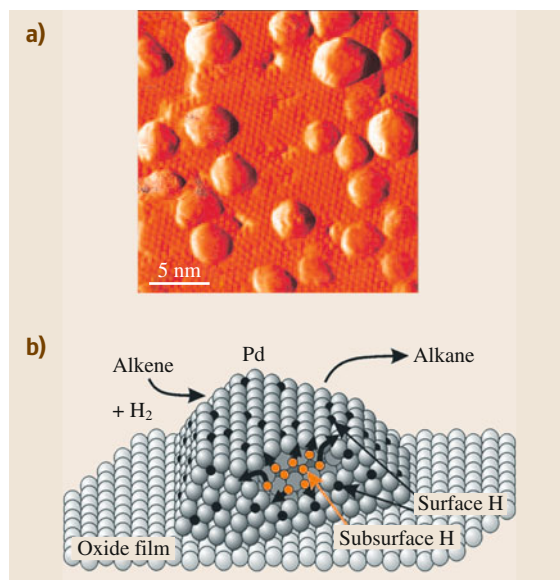 a)
5 nm
b)
Pd
Alkene
Alkane
+ H2
Surface H
Subsurface H
Oxide film